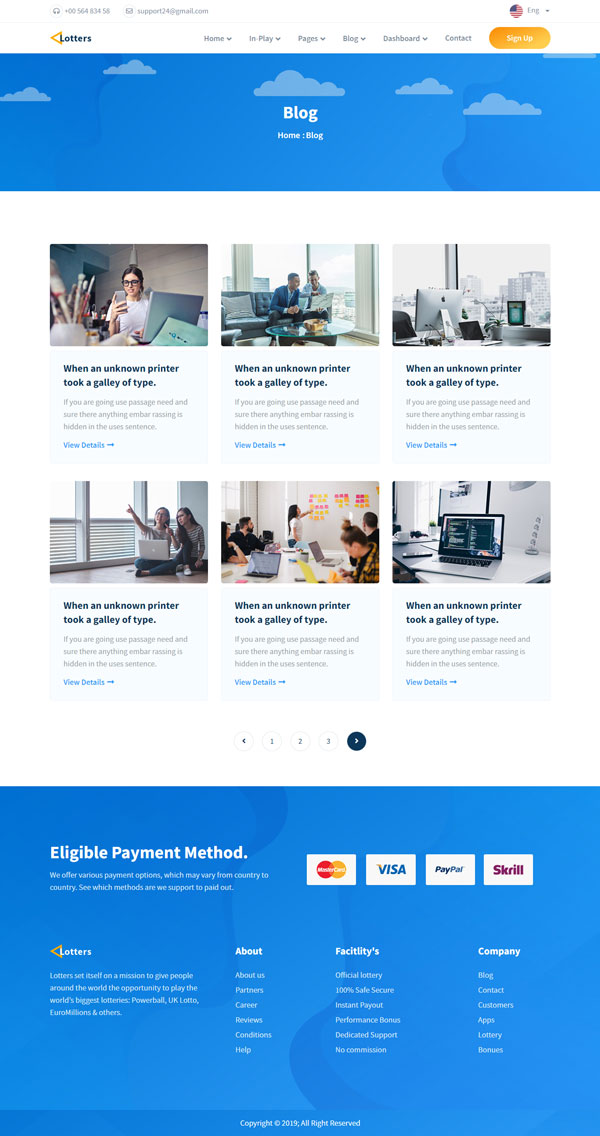 +00 564 834 58 support24@gmail.com Eng
Lotters Home In-Play Pages Blog Dashboard Contact Sign Up
Blog
Home : Blog
When an unknown printer
took a galley of type.
If you are going use passage need and
sure there anything embar rassing is
hidden in the uses sentence.
View Details
When an unknown printer
took a galley of type.
If you are going use passage need and
sure there anything embar rassing is
hidden in the uses sentence.
View Details
When an unknown printer
took a galley of type.
If you are going use passage need and
sure there anything embar rassing is
hidden in the uses sentence.
View Details
When an unknown printer
took a galley of type.
If you are going use passage need and
sure there anything embar rassing is
hidden in the uses sentence.
View Details
When an unknown printer
took a galley of type.
If you are going use passage need and
sure there anything embar rassing is
hidden in the uses sentence.
View Details
When an unknown printer
took a galley of type.
If you are going use passage need and
sure there anything embar rassing is
hidden in the uses sentence.
View Details
1 2 3
Eligible Payment Method.
We offer various payment options, which may vary from country to
country. See which methods are we support to paid out.
MasterCard VISA PayPal Skrill
Lotters
Lotters set itself on a mission to give people
around the world the opportunity to play the
world's biggest lotteries: Powerball, UK Lotto,
EuroMillions & others.
About
About us
Partners
Career
Reviews
Conditions
Help
Facitlity's
Official lottery
100% Safe Secure
Instant Payout
Performance Bonus
Dedicated Support
No commission
Company
Blog
Contact
Customers
Apps
Lottery
Bonues
Copyright © 2019; All Right Reserved